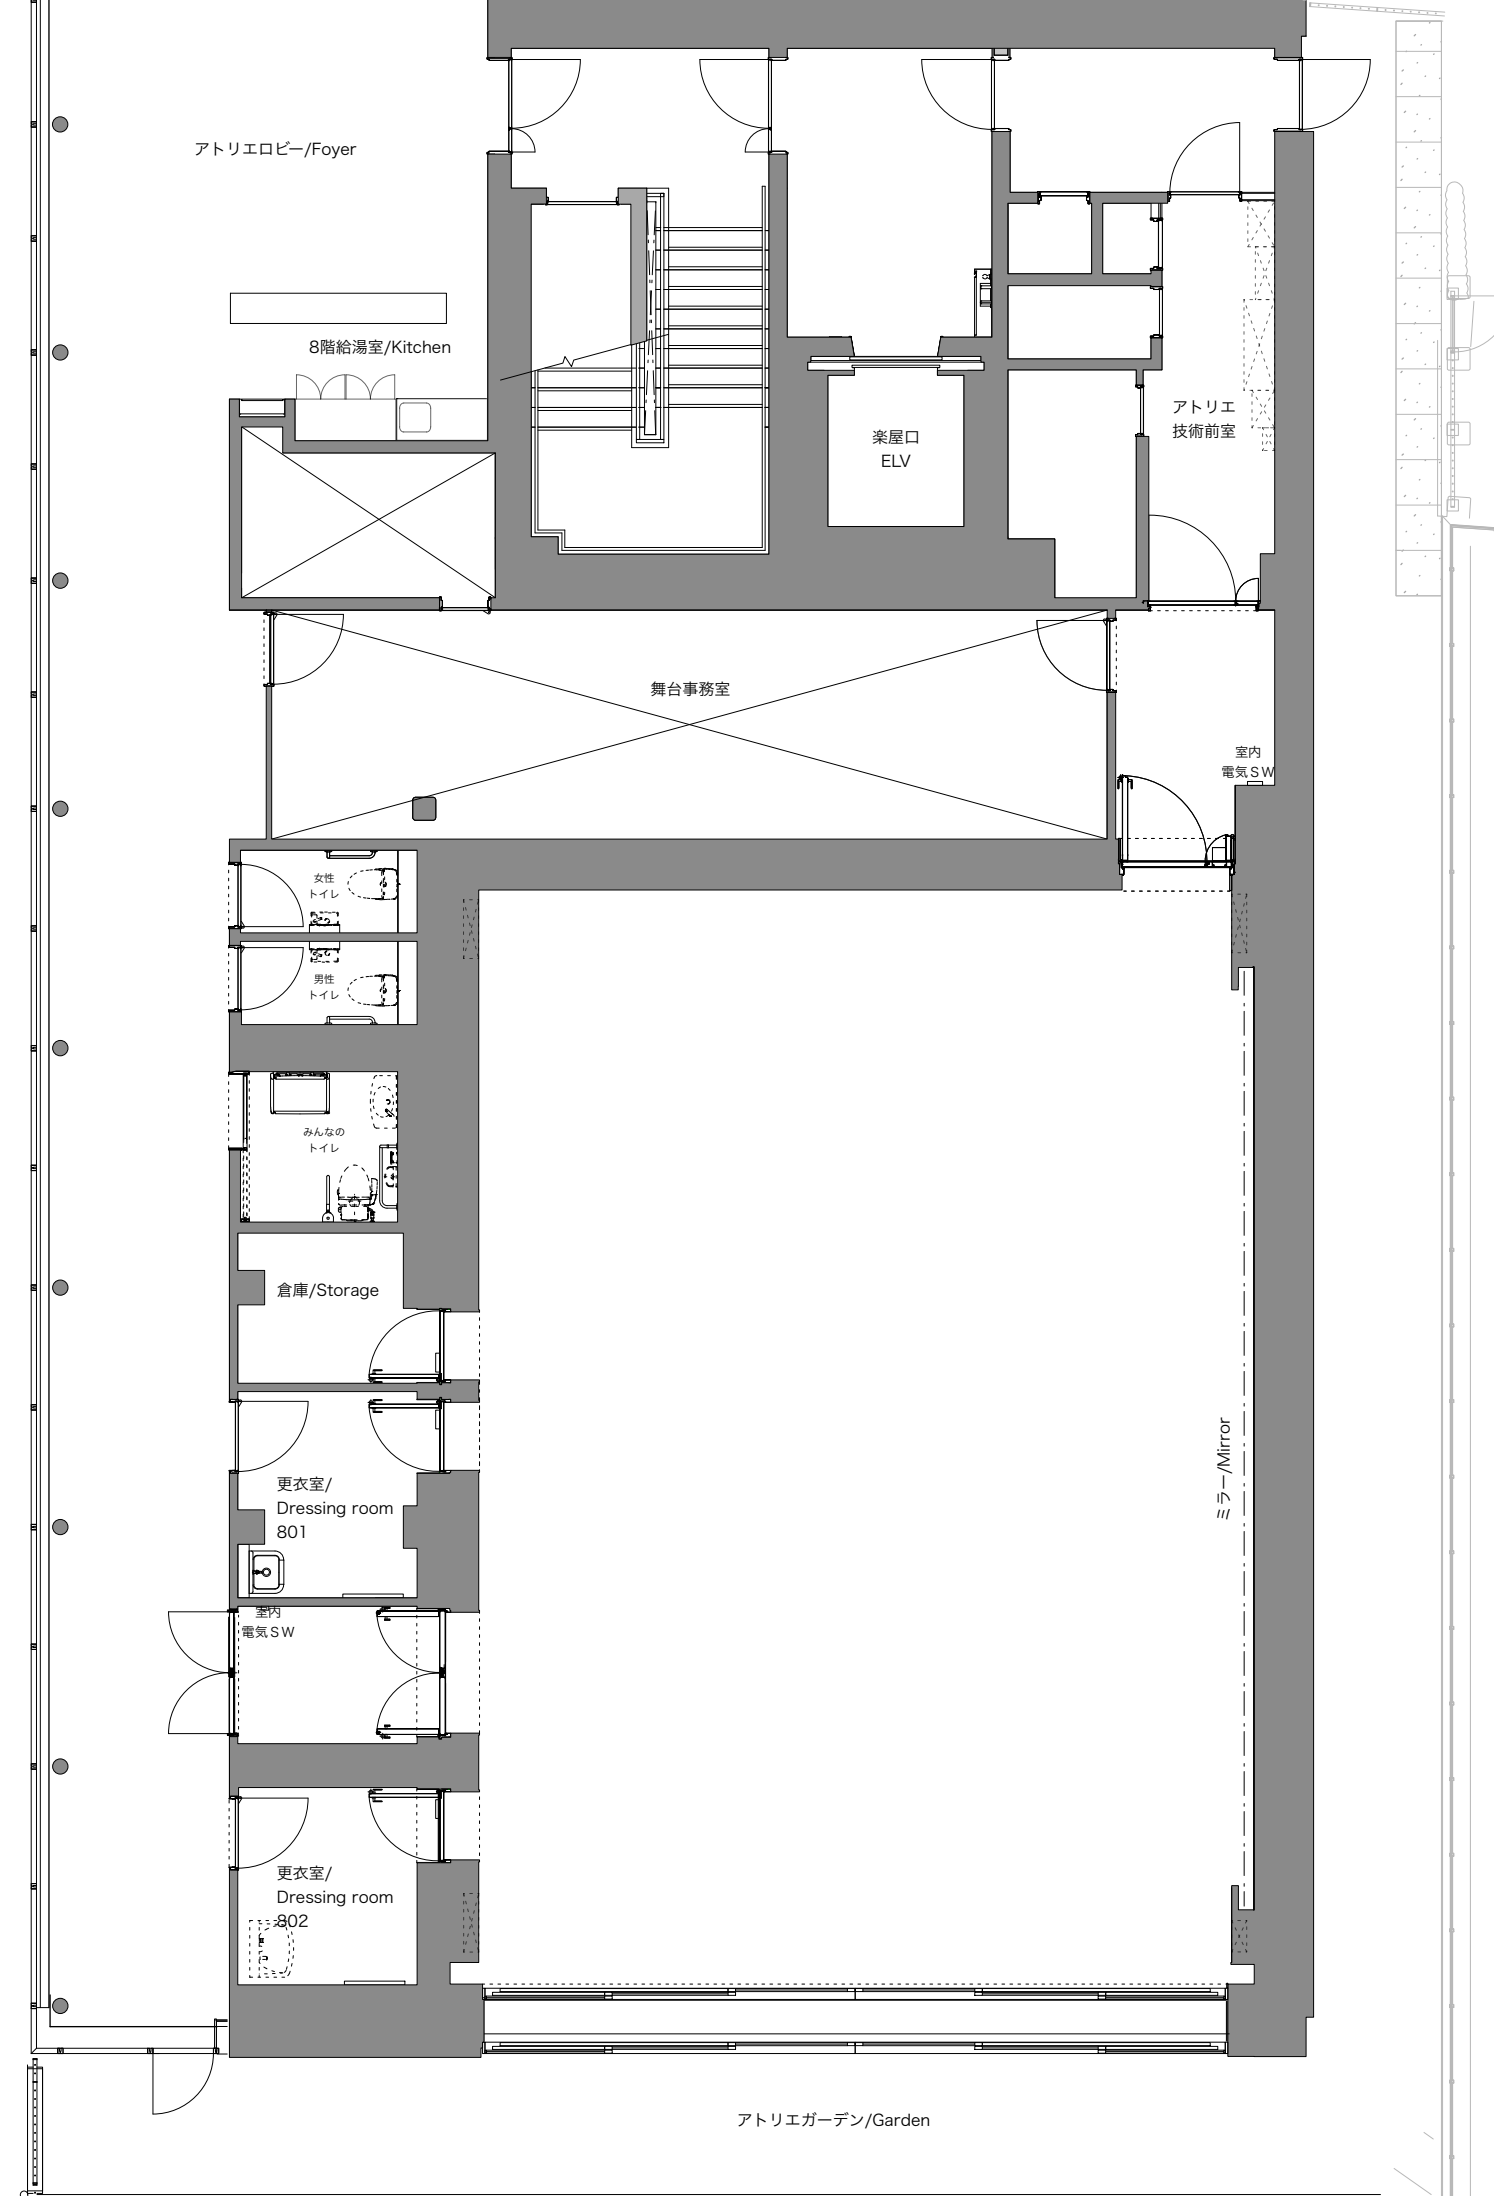 アトリエロビー/Foyer
8階給湯室/Kitchen
楽屋口
ELV
アトリエ
技術前室
舞台事務室
室内
電気ＳＷ
女性
トイレ
男性
トイレ
みんなの
トイレ
倉庫/Storage
ミラー/Mirror
更衣室/
Dressing room
801
室内
電気ＳＷ
更衣室/
Dressing room
802
アトリエガーデン/Garden